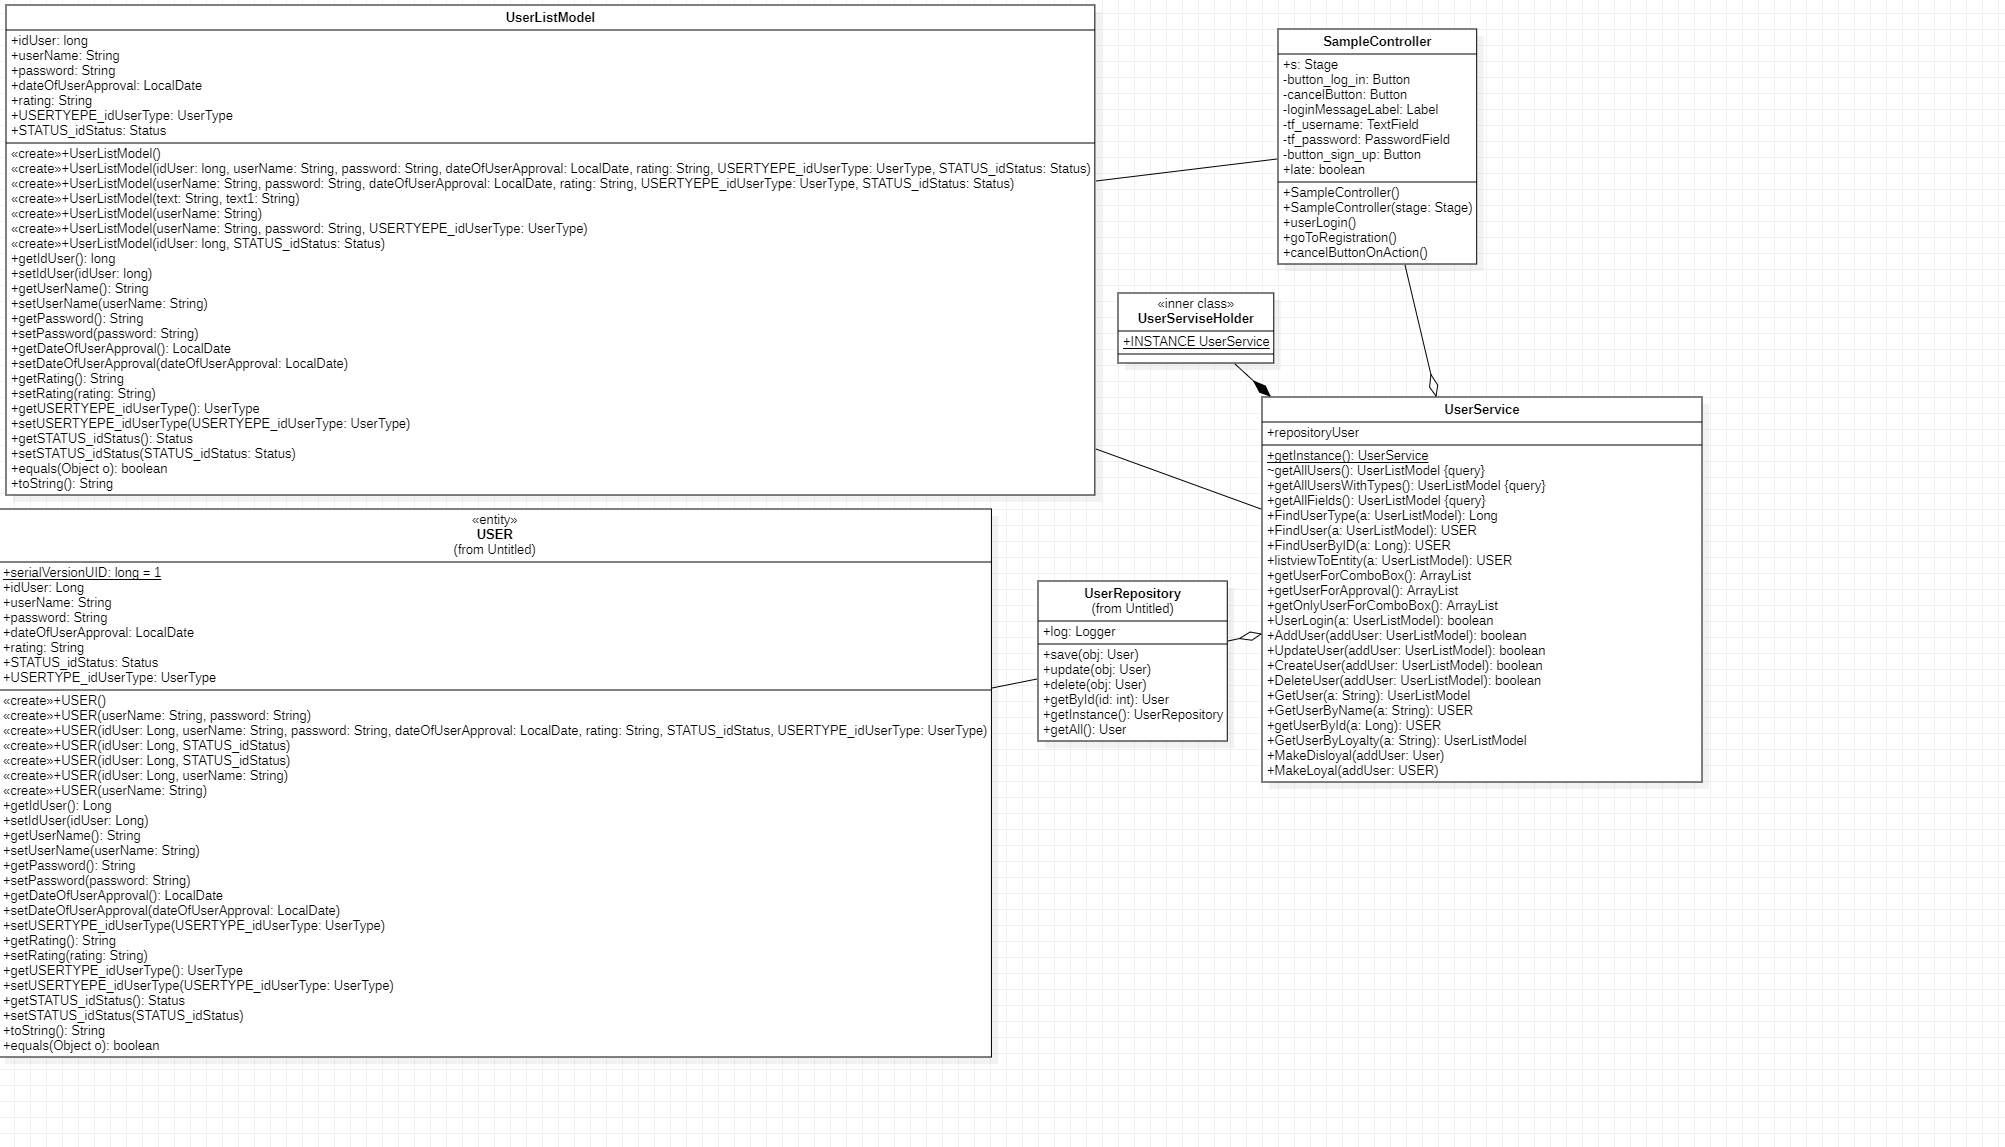 UserListModel
+idUser: long
+userName: String
+password: String
+dateOfUserApproval: LocalDate
+rating: String
+USERTYEPE_idUserType: UserType
+STATUS_idStatus: Status
«create»+UserListModel()
«create»+UserListModel(idUser: long, userName: String, password: String, dateOfUserApproval: LocalDate, rating: String, USERTYEPE_idUserType: UserType, STATUS_idStatus: Status)
«create»+UserListModel(userName: String, password: String, dateOfUserApproval: LocalDate, rating: String, USERTYEPE_idUserType: UserType, STATUS_idStatus: Status)
«create»+UserListModel(text: String, text1: String)
«create»+UserListModel(userName: String)
«create»+UserListModel(userName: String, password: String, USERTYEPE_idUserType: UserType)
«create»+UserListModel(idUser: long, STATUS_idStatus: Status)
+getIdUser(): long
+setIdUser(idUser: long)
+getUserName(): String
+setUserName(userName: String)
+getPassword(): String
+setPassword(password: String)
+getDateOfUserApproval(): LocalDate
+setDateOfUserApproval(dateOfUserApproval: LocalDate)
+getRating(): String
+setRating(rating: String)
+getUSERTYEPE_idUserType(): UserType
+setUSERTYEPE_idUserType(USERTYEPE_idUserType: UserType)
+getSTATUS_idStatus(): Status
+setSTATUS_idStatus(STATUS_idStatus: Status)
+equals(Object o): boolean
+toString(): String
SampleController
+s: Stage
-button_log_in: Button
-cancelButton: Button
-loginMessageLabel: Label
-tf_username: TextField
-tf_password: PasswordField
-button_sign_up: Button
+late: boolean
+SampleController()
+SampleController(stage: Stage)
+userLogin()
+goToRegistration()
+cancelButtonOnAction()
«inner class»
UserServiseHolder
+INSTANCE UserService
UserService
+repositoryUser
+getInstance(): UserService
~getAllUsers(): UserListModel {query}
+getAllUsersWithTypes(): UserListModel {query}
+getAllFields(): UserListModel {query}
+FindUserType(a: UserListModel): Long
+FindUser(a: UserListModel): USER
+FindUserByID(a: Long): USER
+listviewToEntity(a: UserListModel): USER
+getUserForComboBox(): ArrayList
+getUserForApproval(): ArrayList
+getOnlyUserForComboBox(): ArrayList
+UserLogin(a: UserListModel): boolean
+AddUser(addUser: UserListModel): boolean
+UpdateUser(addUser: UserListModel): boolean
+CreateUser(addUser: UserListModel): boolean
+DeleteUser(addUser: UserListModel): boolean
+GetUser(a: String): UserListModel
+GetUserByName(a: String): USER
+getUserById(a: Long): USER
+GetUserByLoyalty(a: String): UserListModel
+MakeDisloyal(addUser: User)
+MakeLoyal(addUser: USER)
«entity»
USER
(from Untitled)
+serialVersionUID: long = 1
+idUser: Long
+userName: String
+password: String
+dateOfUserApproval: LocalDate
+rating: String
+STATUS_idStatus: Status
+USERTYPE_idUserType: UserType
«create»+USER()
«create»+USER(userName: String, password: String)
«create»+USER(idUser: Long, userName: String, password: String, dateOfUserApproval: LocalDate, rating: String, STATUS_idStatus, USERTYPE_idUserType: UserType)
«create»+USER(idUser: Long, STATUS_idStatus)
«create»+USER(idUser: Long, STATUS_idStatus)
«create»+USER(idUser: Long, userName: String)
«create»+USER(userName: String)
+getIdUser(): Long
+setIdUser(idUser: Long)
+getUserName(): String
+setUserName(userName: String)
+getPassword(): String
+setPassword(password: String)
+getDateOfUserApproval(): LocalDate
+setDateOfUserApproval(dateOfUserApproval: LocalDate)
+setUSERTYPE_idUserType(USERTYPE_idUserType: UserType)
+getRating(): String
+setRating(rating: String)
+getUSERTYPE_idUserType(): UserType
+setUSERTYEPE_idUserType(USERTYPE_idUserType: UserType)
+getSTATUS_idStatus(): Status
+setSTATUS_idStatus(STATUS_idStatus)
+toString(): String
+equals(Object o): boolean
UserRepository
(from Untitled)
+log: Logger
+save(obj: User)
+update(obj: User)
+delete(obj: User)
+getById(id: int): User
+getInstance(): UserRepository
+getAll(): User